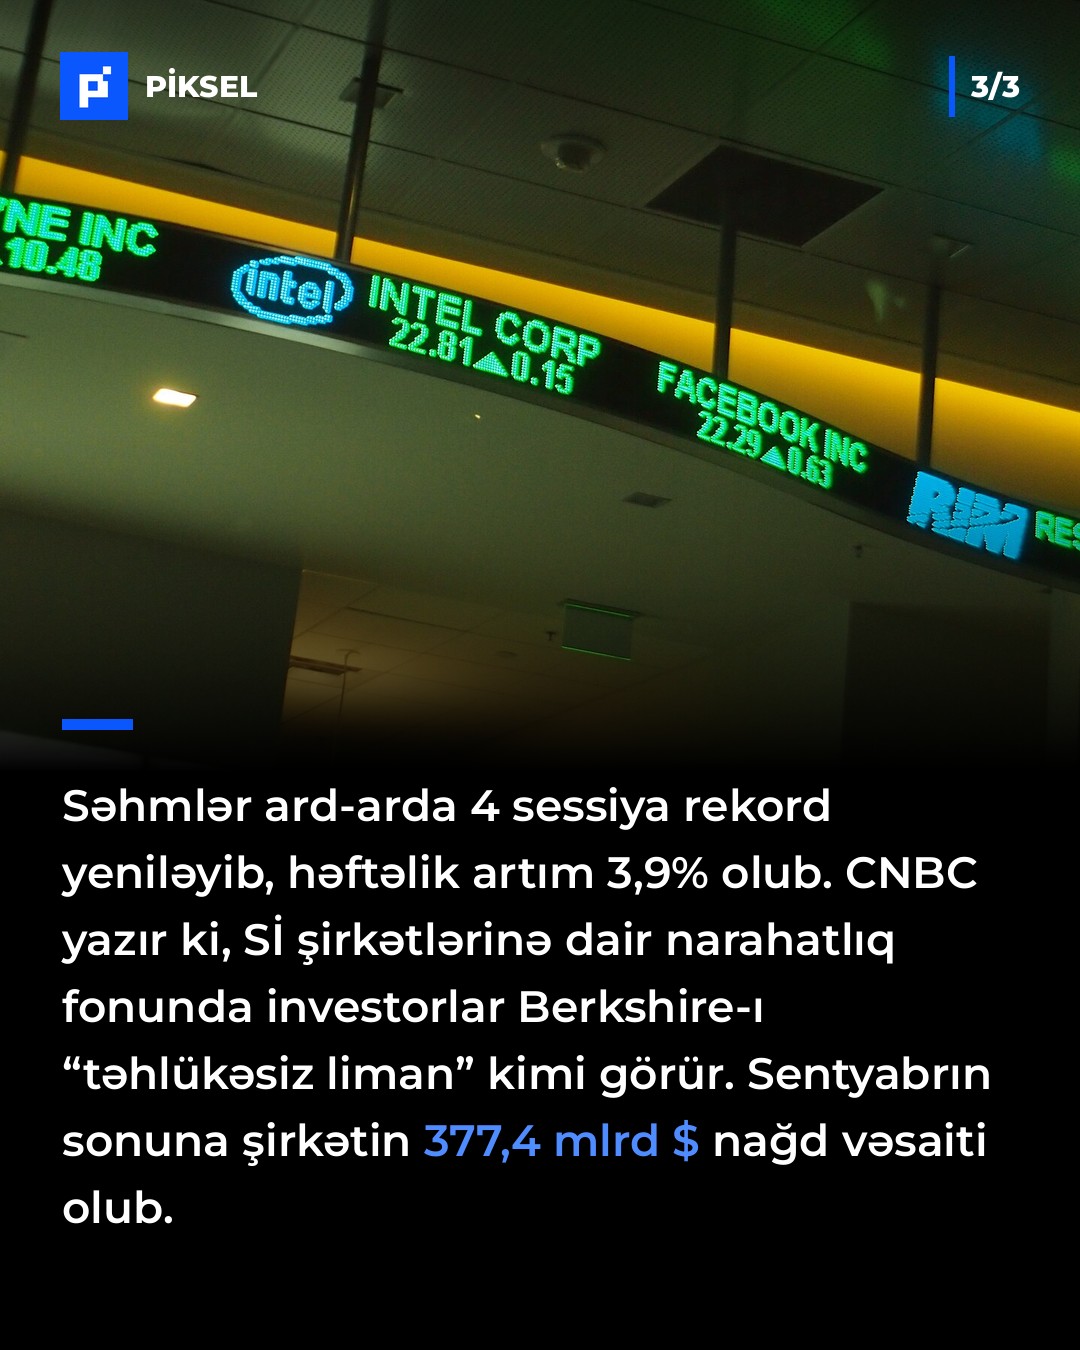 PİKSEL
3/3
NE INC
10.48
intel
INTEL CORP
22.81▲0.15
FACEBOOK INC
22.29▲0.63
RIM
RES
Səhmlər ard-arda 4 sessiya rekord
yeniləyib, həftəlik artım 3,9% olub. CNBC
yazır ki, Sİ şirkətlərinə dair narahatlıq
fonunda investorlar Berkshire-ı
“təhlükəsiz liman” kimi görür. Sentyabrın
sonuna şirkətin 377,4 mlrd $ nağd vəsaiti
olub.